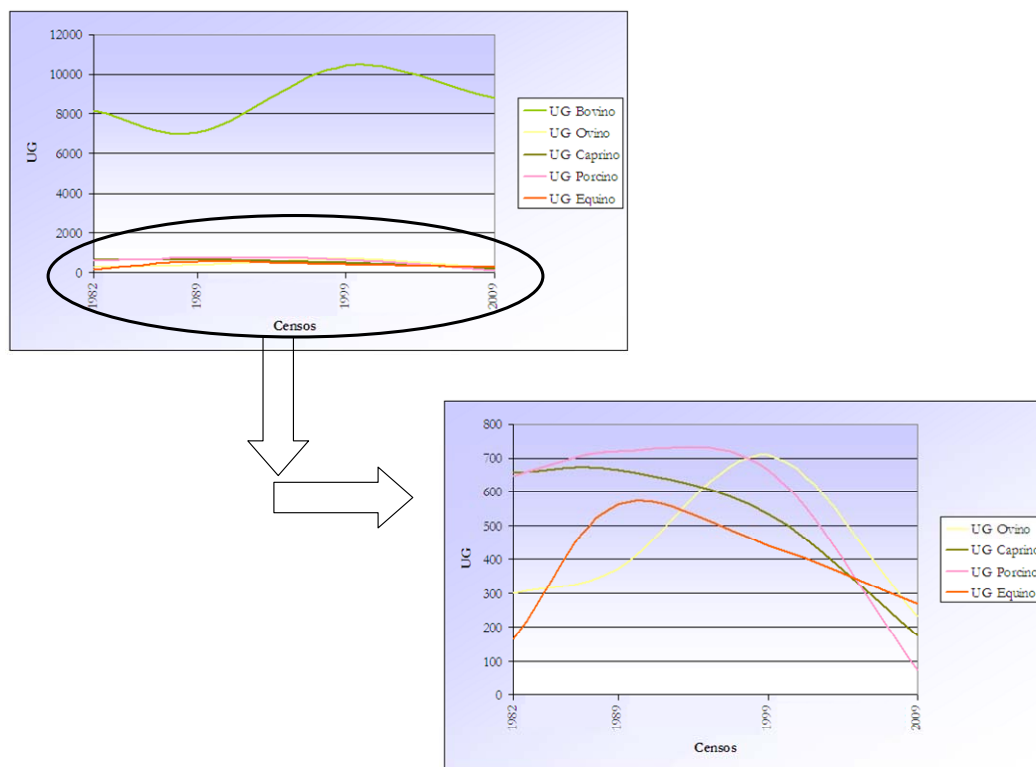 12000
10000
8000
6000
4000
2000
0
UG
1982
1989
1999
2009
Censos
UG Bovino
UG Ovino
UG Caprino
UG Porcino
UG Equino
800
700
600
500
400
300
200
100
0
UG
1982
1989
1999
2009
Censos
UG Ovino
UG Caprino
UG Porcino
UG Equino